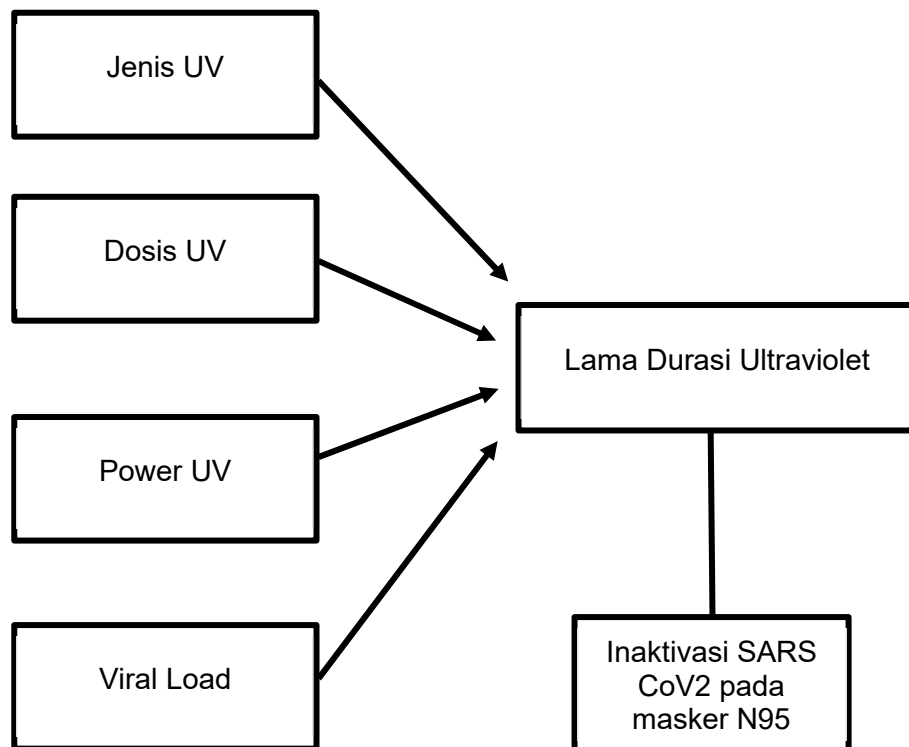 Jenis UV
Dosis UV
Lama Durasi Ultraviolet
Power UV
Viral Load
Inaktivasi SARS
CoV2 pada
masker N95